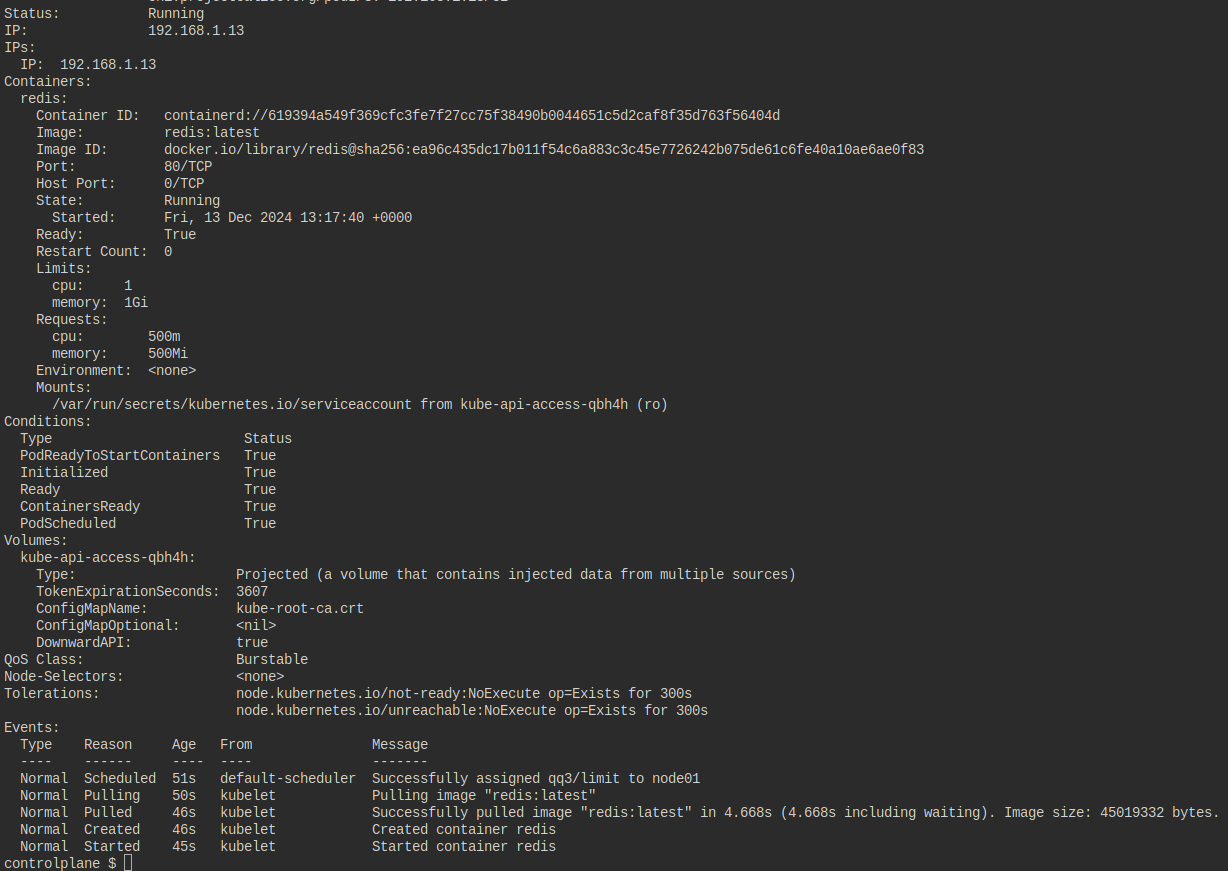 Status:           Running
IP:               192.168.1.13
IPs:
  IP:  192.168.1.13
Containers:
  redis:
    Container ID:   containerd://619394a549f369cfc3fe7f27cc75f38490b0044651c5d2caf8f35d763f56404d
    Image:          redis:latest
    Image ID:       docker.io/library/redis@sha256:ea96c435dc17b011f54c6a883c3c45e7726242b075de61c6fe40a10ae6ae0f83
    Port:           80/TCP
    Host Port:      0/TCP
    State:          Running
      Started:      Fri, 13 Dec 2024 13:17:40 +0000
    Ready:          True
    Restart Count:  0
    Limits:
      cpu:     1
      memory:  1Gi
    Requests:
      cpu:        500m
      memory:     500Mi
    Environment:  <none>
    Mounts:
      /var/run/secrets/kubernetes.io/serviceaccount from kube-api-access-qbh4h (ro)
Conditions:
  Type                        Status
  PodReadyToStartContainers   True
  Initialized                 True
  Ready                       True
  ContainersReady             True
  PodScheduled                True
Volumes:
  kube-api-access-qbh4h:
    Type:                    Projected (a volume that contains injected data from multiple sources)
    TokenExpirationSeconds:  3607
    ConfigMapName:           kube-root-ca.crt
    ConfigMapOptional:       <nil>
    DownwardAPI:             true
QoS Class:                   Burstable
Node-Selectors:              <none>
Tolerations:                 node.kubernetes.io/not-ready:NoExecute op=Exists for 300s
                             node.kubernetes.io/unreachable:NoExecute op=Exists for 300s
Events:
  Type    Reason     Age   From               Message
  ----    ------     ----  ----               -------
  Normal  Scheduled  51s   default-scheduler  Successfully assigned qq3/limit to node01
  Normal  Pulling    50s   kubelet            Pulling image "redis:latest"
  Normal  Pulled     46s   kubelet            Successfully pulled image "redis:latest" in 4.668s (4.668s including waiting). Image size: 45019332 bytes.
  Normal  Created    46s   kubelet            Created container redis
  Normal  Started    45s   kubelet            Started container redis
controlplane $